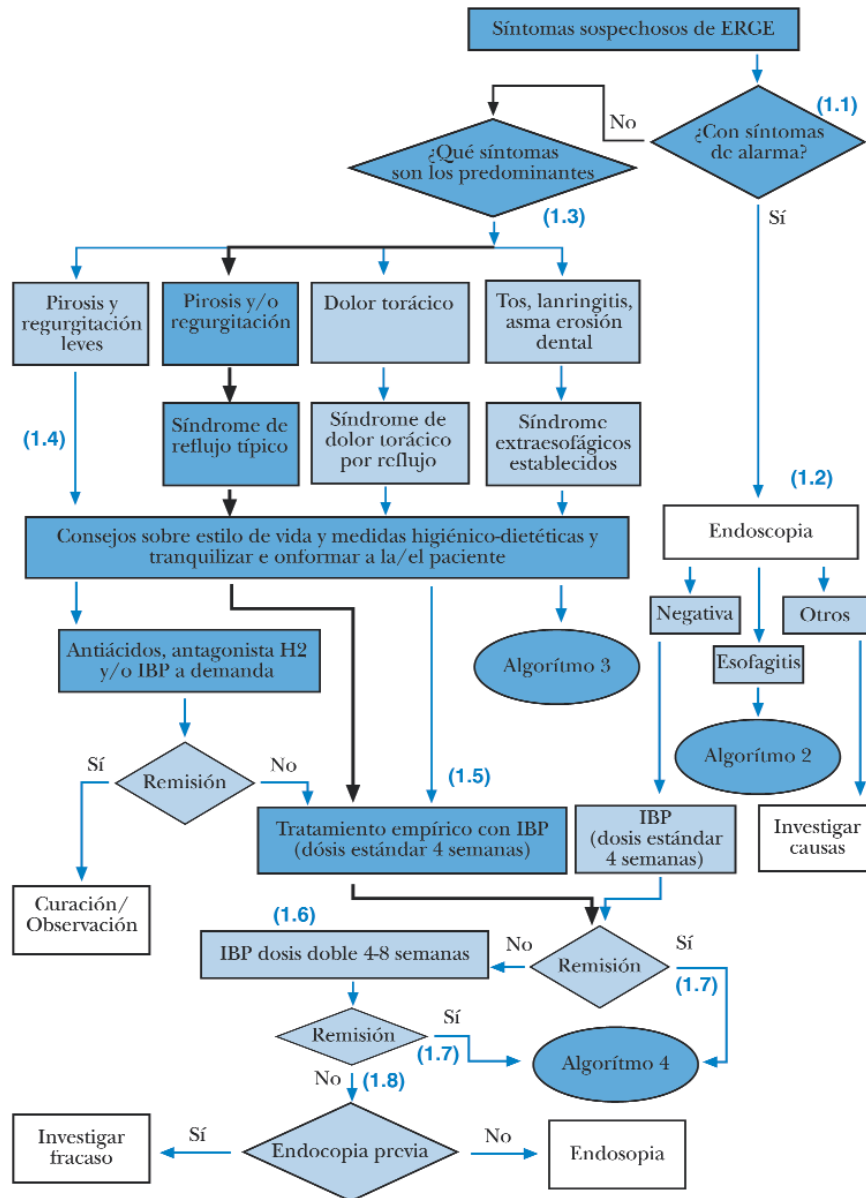 Síntomas sospechosos de ERGE
(1.1)
¿Con síntomas
de alarma?
No
Sí
¿Qué síntomas
son los predominantes
(1.3)
Pirosis y
regurgitación
leves
Pirosis y/o
regurgitación
Dolor torácico
Tos, lanringitis,
asma erosión
dental
(1.4)
Síndrome de
reflujo típico
Síndrome de
dolor torácico
por reflujo
Síndrome
extraesofágicos
establecidos
(1.2)
Endoscopia
Consejos sobre estilo de vida y medidas higiénico-dietéticas y
tranquilizar e onformar a la/el paciente
Negativa
Otros
Esofagitis
Antiácidos, antagonista H2
y/o IBP a demanda
Algorítmo 3
Algorítmo 2
Sí
Remisión
No
(1.5)
Tratamiento empírico con IBP
(dósis estándar 4 semanas)
IBP
(dosis estándar
4 semanas)
Investigar
causas
Curación/
Observación
(1.6)
IBP dosis doble 4-8 semanas
No
Remisión
Sí
(1.7)
Remisión
Sí
(1.7)
Algorítmo 4
No
(1.8)
Investigar
fracaso
Sí
Endocopia previa
No
Endosopia